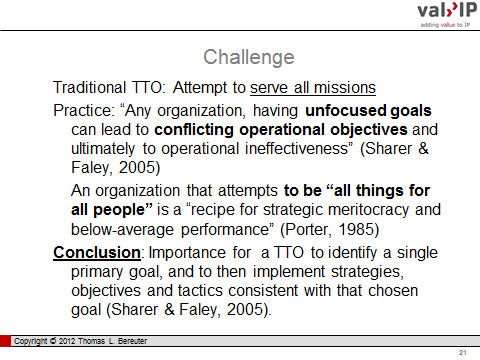 val>IP
adding value to IP
Challenge
Traditional TTO: Attempt to serve all missions
Practice: “Any organization, having unfocused goals
can lead to conflicting operational objectives and
ultimately to operational ineffectiveness” (Sharer &
Faley, 2005)
An organization that attempts to be “all things for
all people” is a “recipe for strategic meritocracy and
below-average performance” (Porter, 1985)
Conclusion: Importance for a TTO to identify a single
primary goal, and to then implement strategies,
objectives and tactics consistent with that chosen
goal (Sharer & Faley, 2005).
Copyright © 2012 Thomas L. Bereuter
21